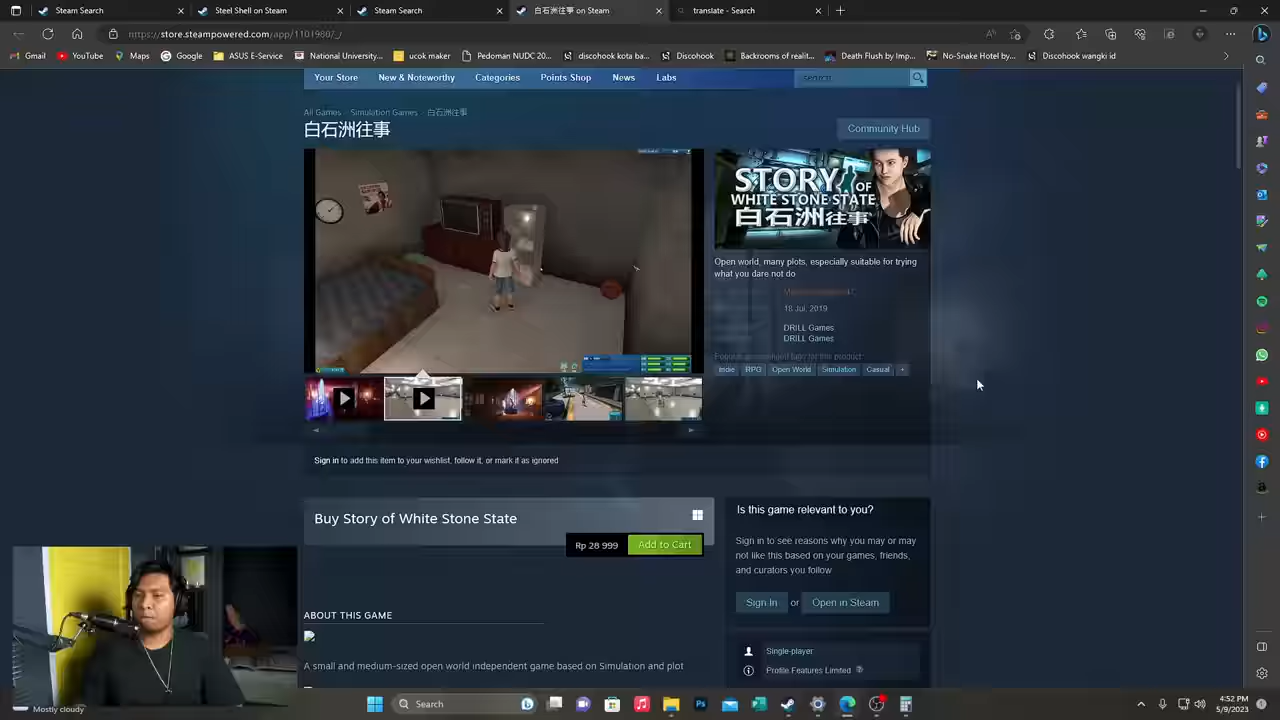 Steam Search
Steel Shell on Steam
Steam Search
白石洲往事 on Steam
translate - Search
https://store.steampowered.com/app/1101980/_/
Gmail
YouTube
Maps
Google
ASUS E-Service
National University...
ucok maker
Pedoman NUDC 20...
discohook kota ba...
Discohook
Backrooms of realit...
Death Flush by Imp...
No-Snake Hotel by...
Discohook wangki id
Your Store
New & Noteworthy
Categories
Points Shop
News
Labs
search
All Games > Simulation Games > 白石洲往事
白石洲往事
Community Hub
STORY OF
WHITE STONE STATE
白石洲往事
Open world, many plots, especially suitable for trying
what you dare not do
18 Jul, 2019
DRILL Games
DRILL Games
Popular user-defined tags for this product:
Indie
RPG
Open World
Simulation
Casual
+
Sign in to add this item to your wishlist, follow it, or mark it as ignored
Buy Story of White Stone State
Rp 28 999
Add to Cart
Is this game relevant to you?
Sign in to see reasons why you may or may
not like this based on your games, friends,
and curators you follow
Sign In or Open in Steam
ABOUT THIS GAME
A small and medium-sized open world independent game based on Simulation and plot
Single-player
Profile Features Limited
Mostly cloudy
Search
4:52 PM
5/9/2023